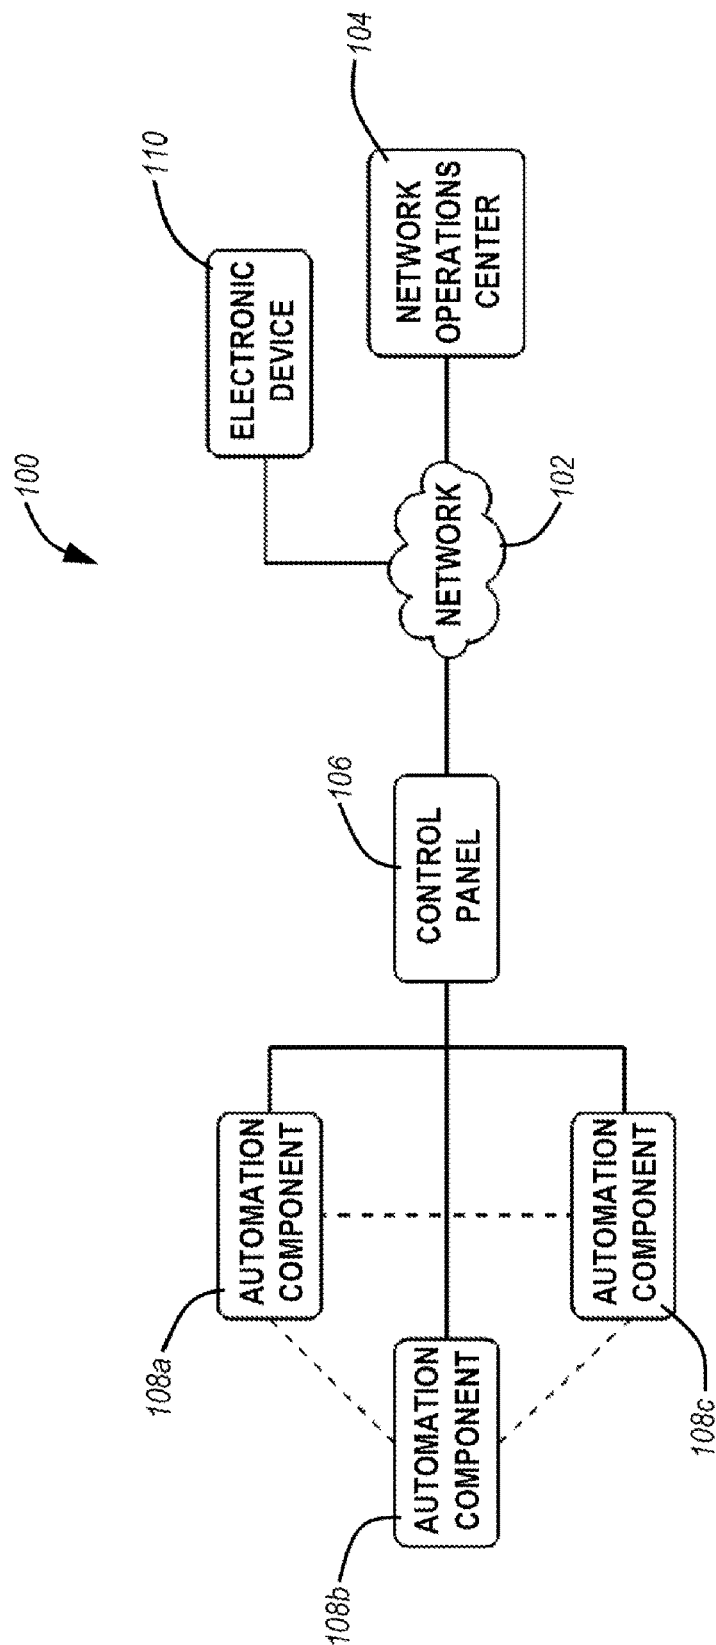 100
108a
AUTOMATION
COMPONENT
108b
AUTOMATION
COMPONENT
AUTOMATION
COMPONENT
108c
106
CONTROL
PANEL
NETWORK
102
110
ELECTRONIC
DEVICE
104
NETWORK
OPERATIONS
CENTER